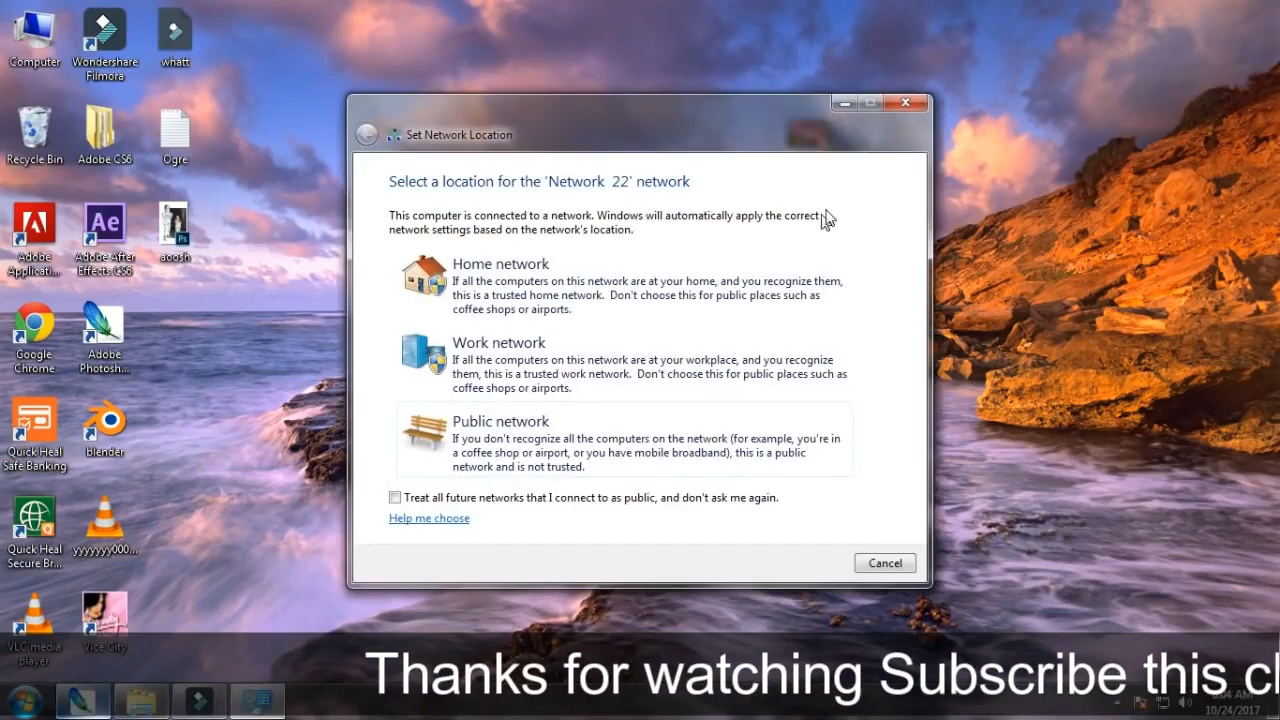 Computer
Wondershare
Filmora
whatt
Recycle Bin
Adobe CS6
Ogre
Adobe
Applicati...
Adobe After
Effects CS6
aoosh
Google
Chrome
Adobe
Photosh...
Quick Heal
Safe Banking
blender
Quick Heal
Secure Br...
yyyyyyy000...
VLC media
player
Vice City
Set Network Location
Select a location for the 'Network 22' network
This computer is connected to a network. Windows will automatically apply the correct
network settings based on the network's location.
Home network
If all the computers on this network are at your home, and you recognize them,
this is a trusted home network. Don't choose this for public places such as
coffee shops or airports.
Work network
If all the computers on this network are at your workplace, and you recognize
them, this is a trusted work network. Don't choose this for public places such as
coffee shops or airports.
Public network
If you don't recognize all the computers on the network (for example, you're in
a coffee shop or airport, or you have mobile broadband), this is a public
network and is not trusted.
Treat all future networks that I connect to as public, and don't ask me again.
Help me choose
Cancel
Thanks for watching Subscribe this
10/24/2017